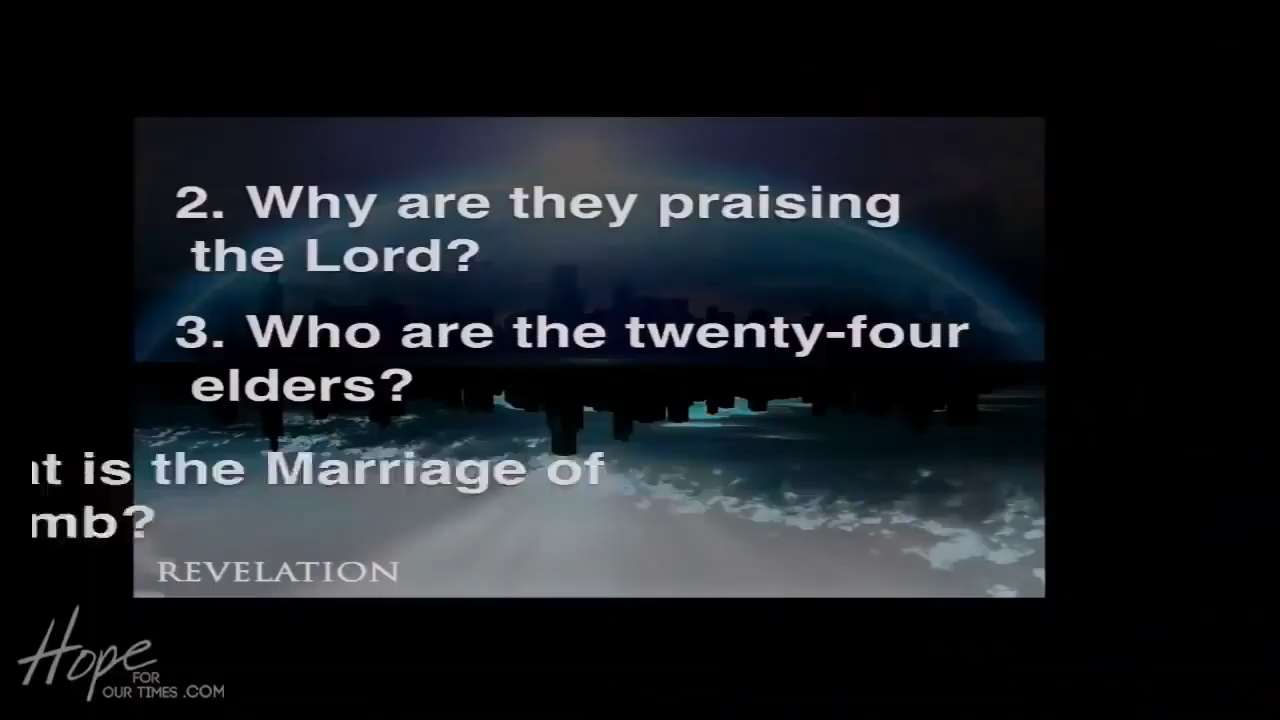 2. Why are they praising
the Lord?
3. Who are the twenty-four
elders?
is the Marriage of
REVELATION
Hope
FOR
OUR TIMES .COM